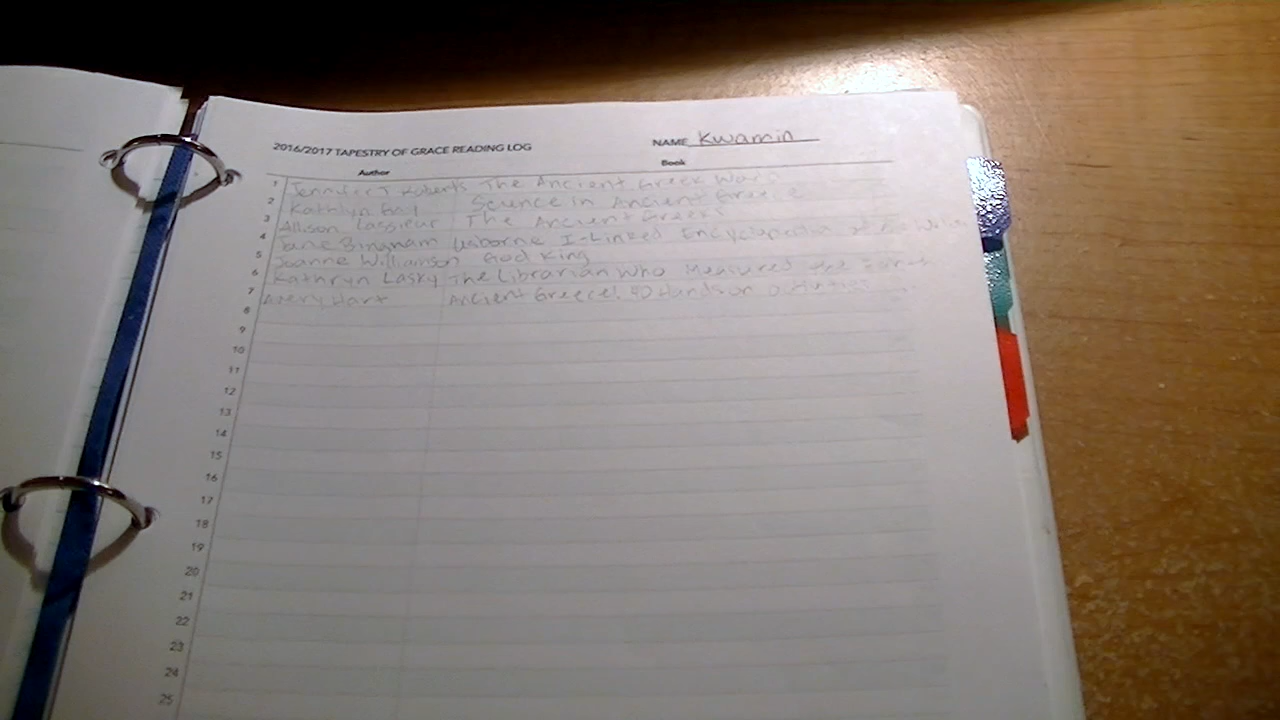 2016/2017 TAPESTRY OF GRACE READING LOG NAME Kwamin
Author Book
1 Jennifer T Roberts The Ancient Greek Wars
2 Kathlyn Gay Science in Ancient Greece
3 Allison Lassieur The Ancient Greeks
4 Jane Bingham Usborne I-Linked Encyclopedia of the
5 Joanne Williamson God King
6 Kathryn Lasky The Librarian Who Measured the Earth
7 Avery Hart Ancient Greece! 40 Hands on
8
9
10
11
12
13
14
15
16
17
18
19
20
21
22
23
24
25